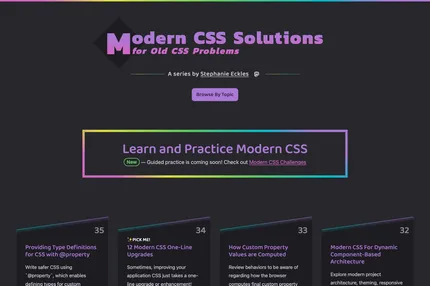 Modern CSS Solutions
for Old CSS Problems
A series by Stephanie Eckles
Browse By Topic
Learn and Practice Modern CSS
New — Guided practice is coming soon! Check out Modern CSS Challenges
35
Providing Type Definitions
for CSS with @property
Write safer CSS using
`@property`, which enables
defining types for custom
34
✨PICK ME!
12 Modern CSS One-Line
Upgrades
Sometimes, improving your
application CSS just takes a one-
line upgrade or enhancement!
33
How Custom Property
Values are Computed
Review behaviors to be aware of
regarding how the browser
computes final custom property
32
Modern CSS For Dynamic
Component-Based
Architecture
Explore modern project
architecture, theming, responsive